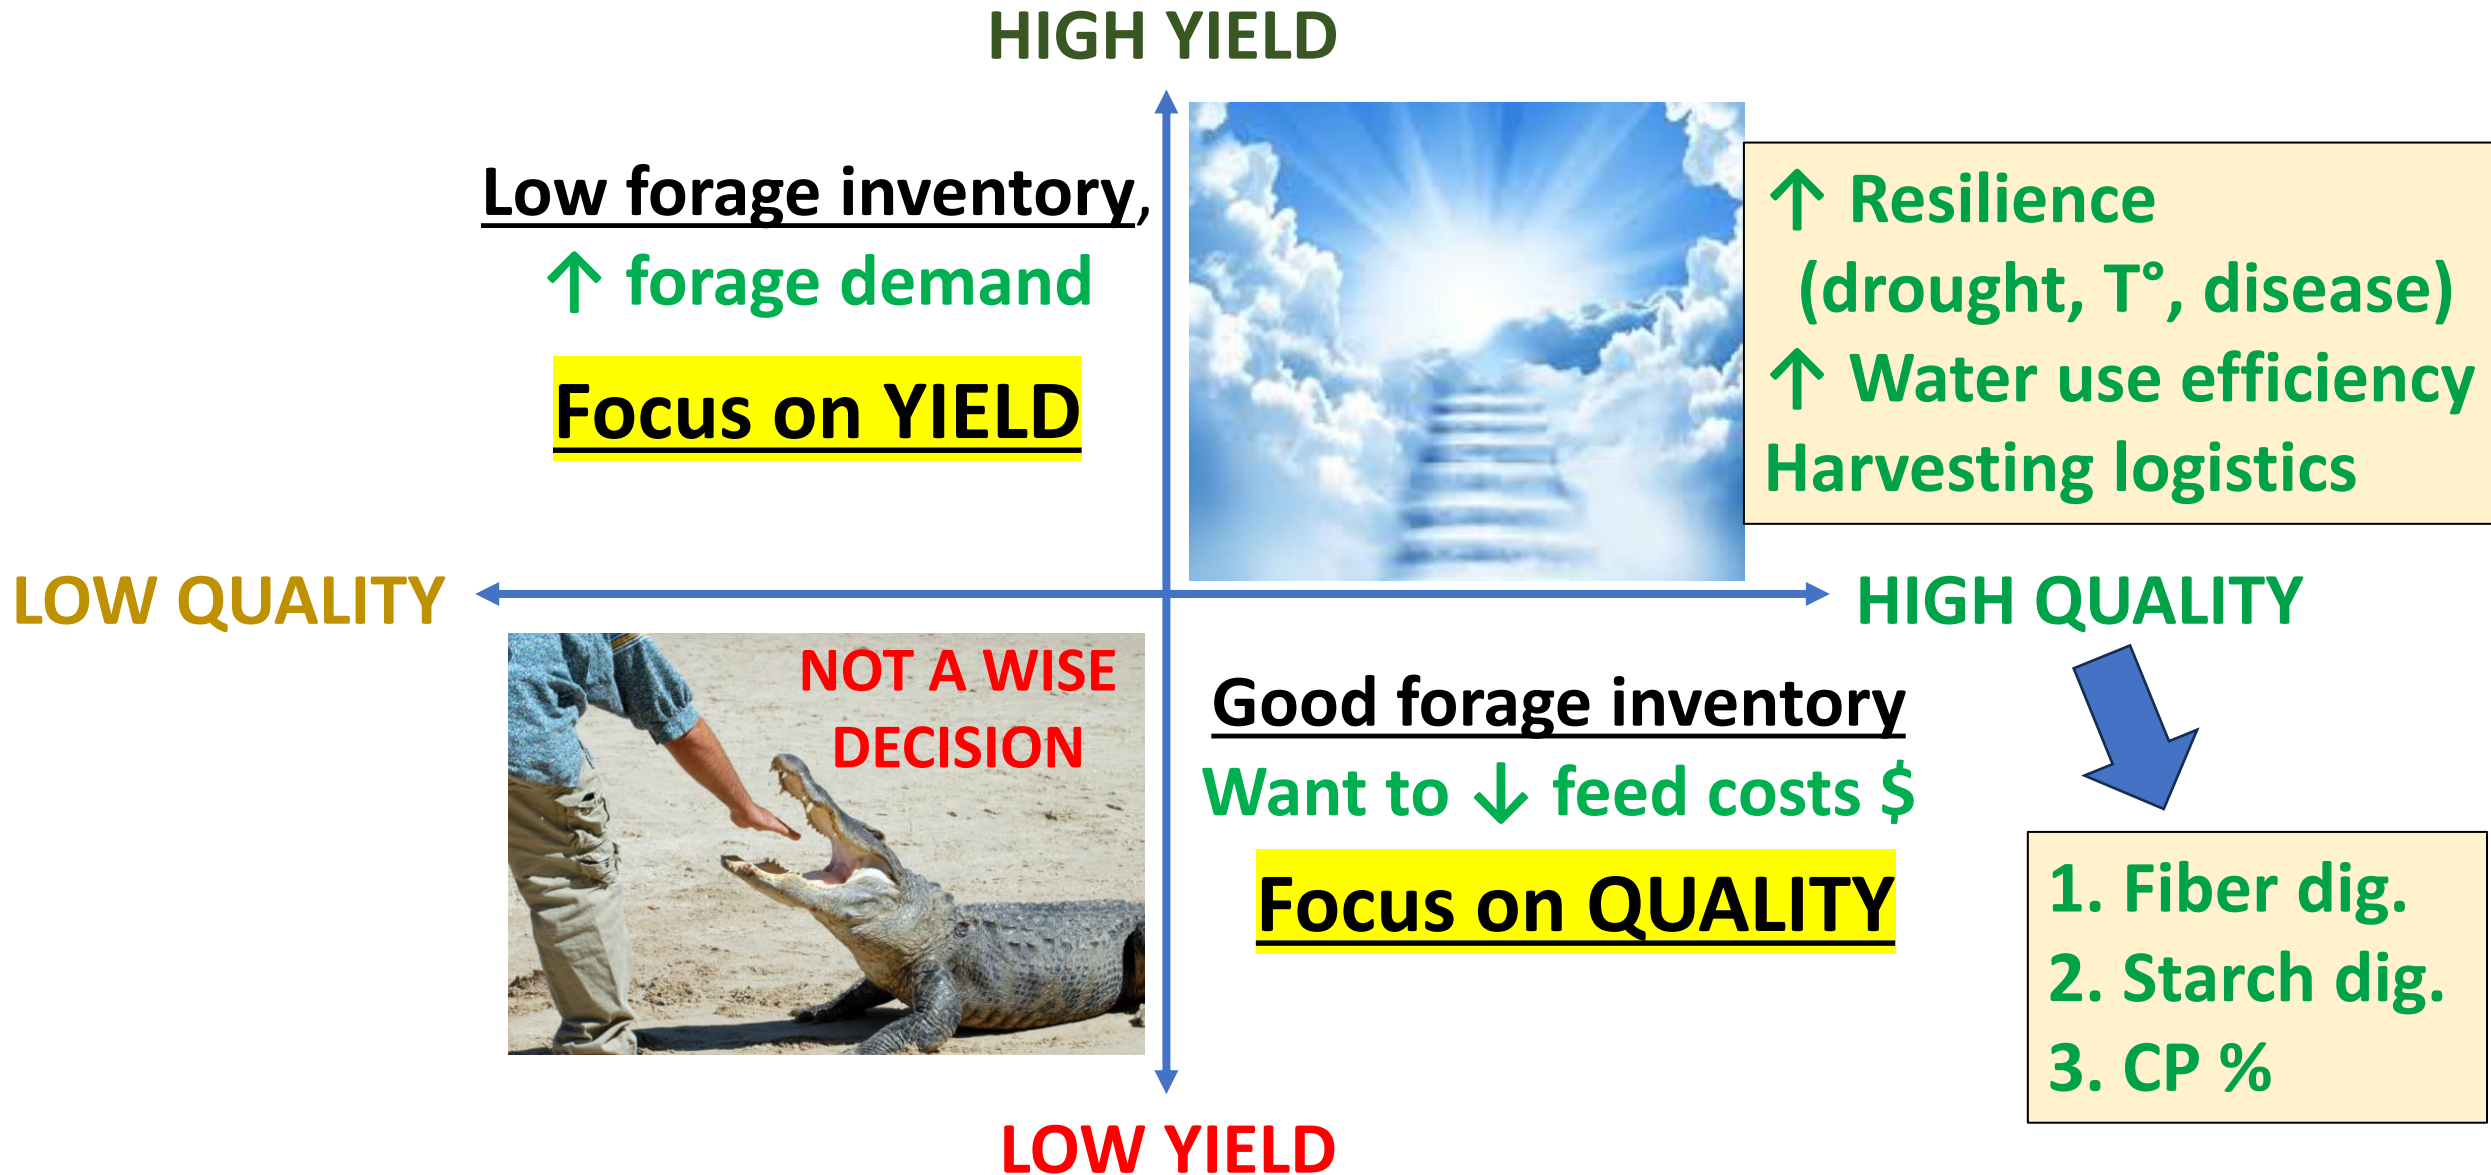 HIGH YIELD
Low forage inventory,
↑ forage demand
Focus on YIELD
↑ Resilience
(drought, T°, disease)
↑ Water use efficiency
Harvesting logistics
LOW QUALITY
HIGH QUALITY
NOT A WISE
DECISION
Good forage inventory
Want to ↓ feed costs $
Focus on QUALITY
1. Fiber dig.
2. Starch dig.
3. CP %
LOW YIELD